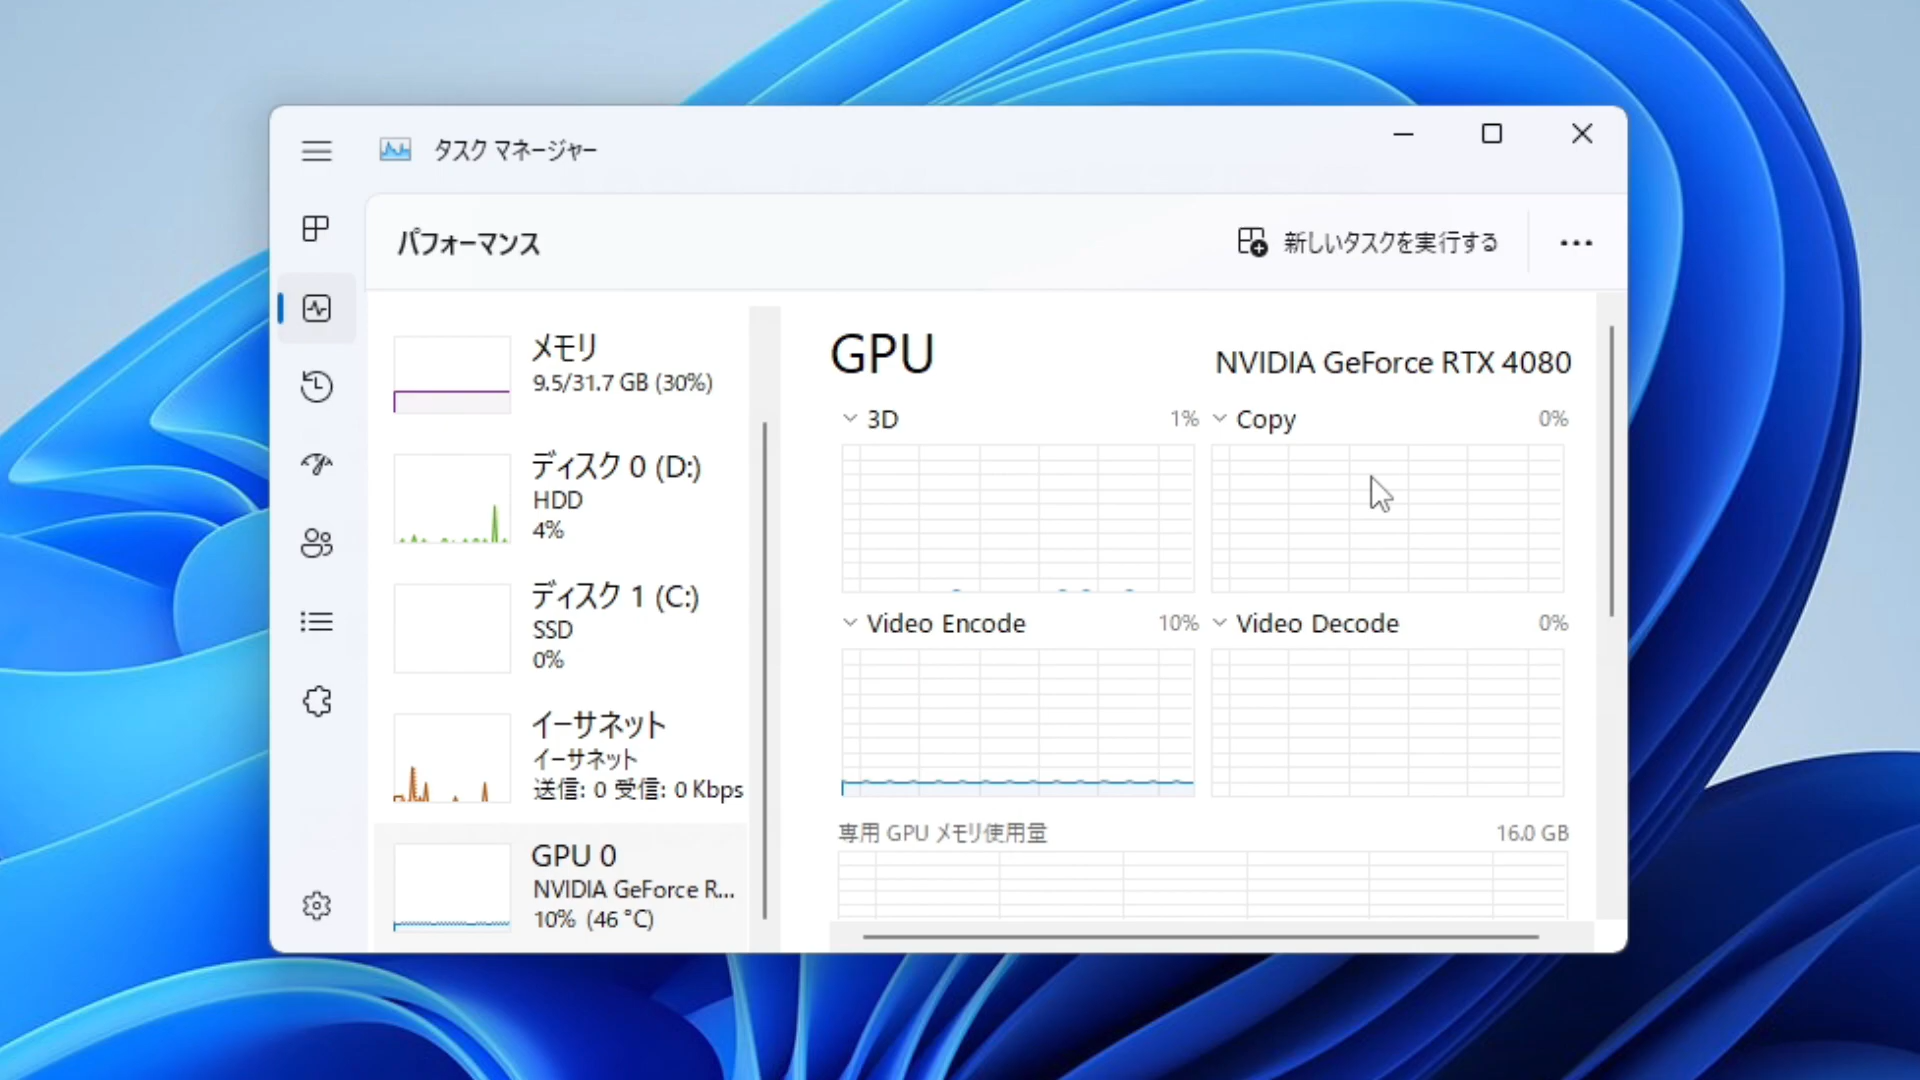 タスク マネージャー
パフォーマンス
新しいタスクを実行する
メモリ
9.5/31.7 GB (30%)
ディスク 0 (D:)
HDD
4%
ディスク 1 (C:)
SSD
0%
イーサネット
イーサネット
送信: 0 受信: 0 Kbps
GPU 0
NVIDIA GeForce R...
10% (46 °C)
GPU
NVIDIA GeForce RTX 4080
3D 1%
Copy 0%
Video Encode 10%
Video Decode 0%
専用 GPU メモリ使用量 16.0 GB